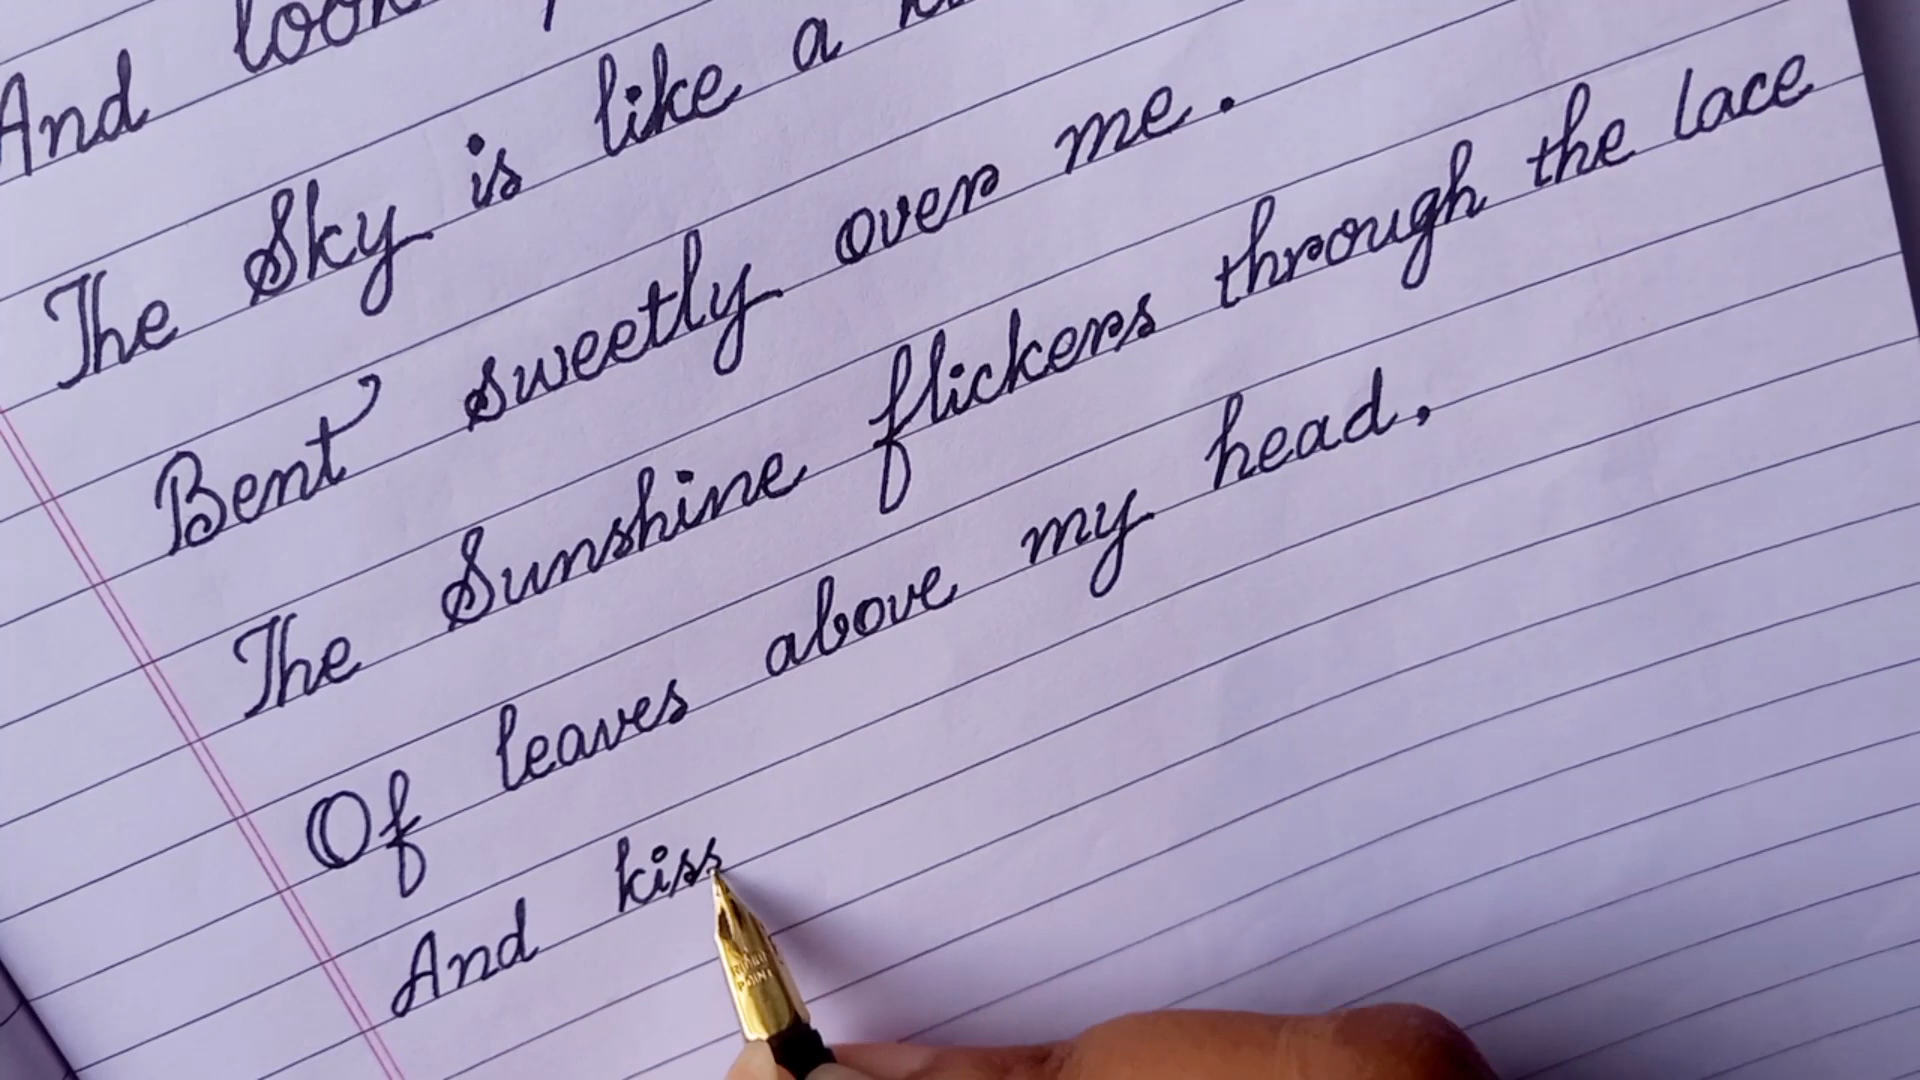 And look
The Sky is like a
Bent sweetly over me.
The Sunshine flickers through the lace
Of leaves above my head,
And kiss